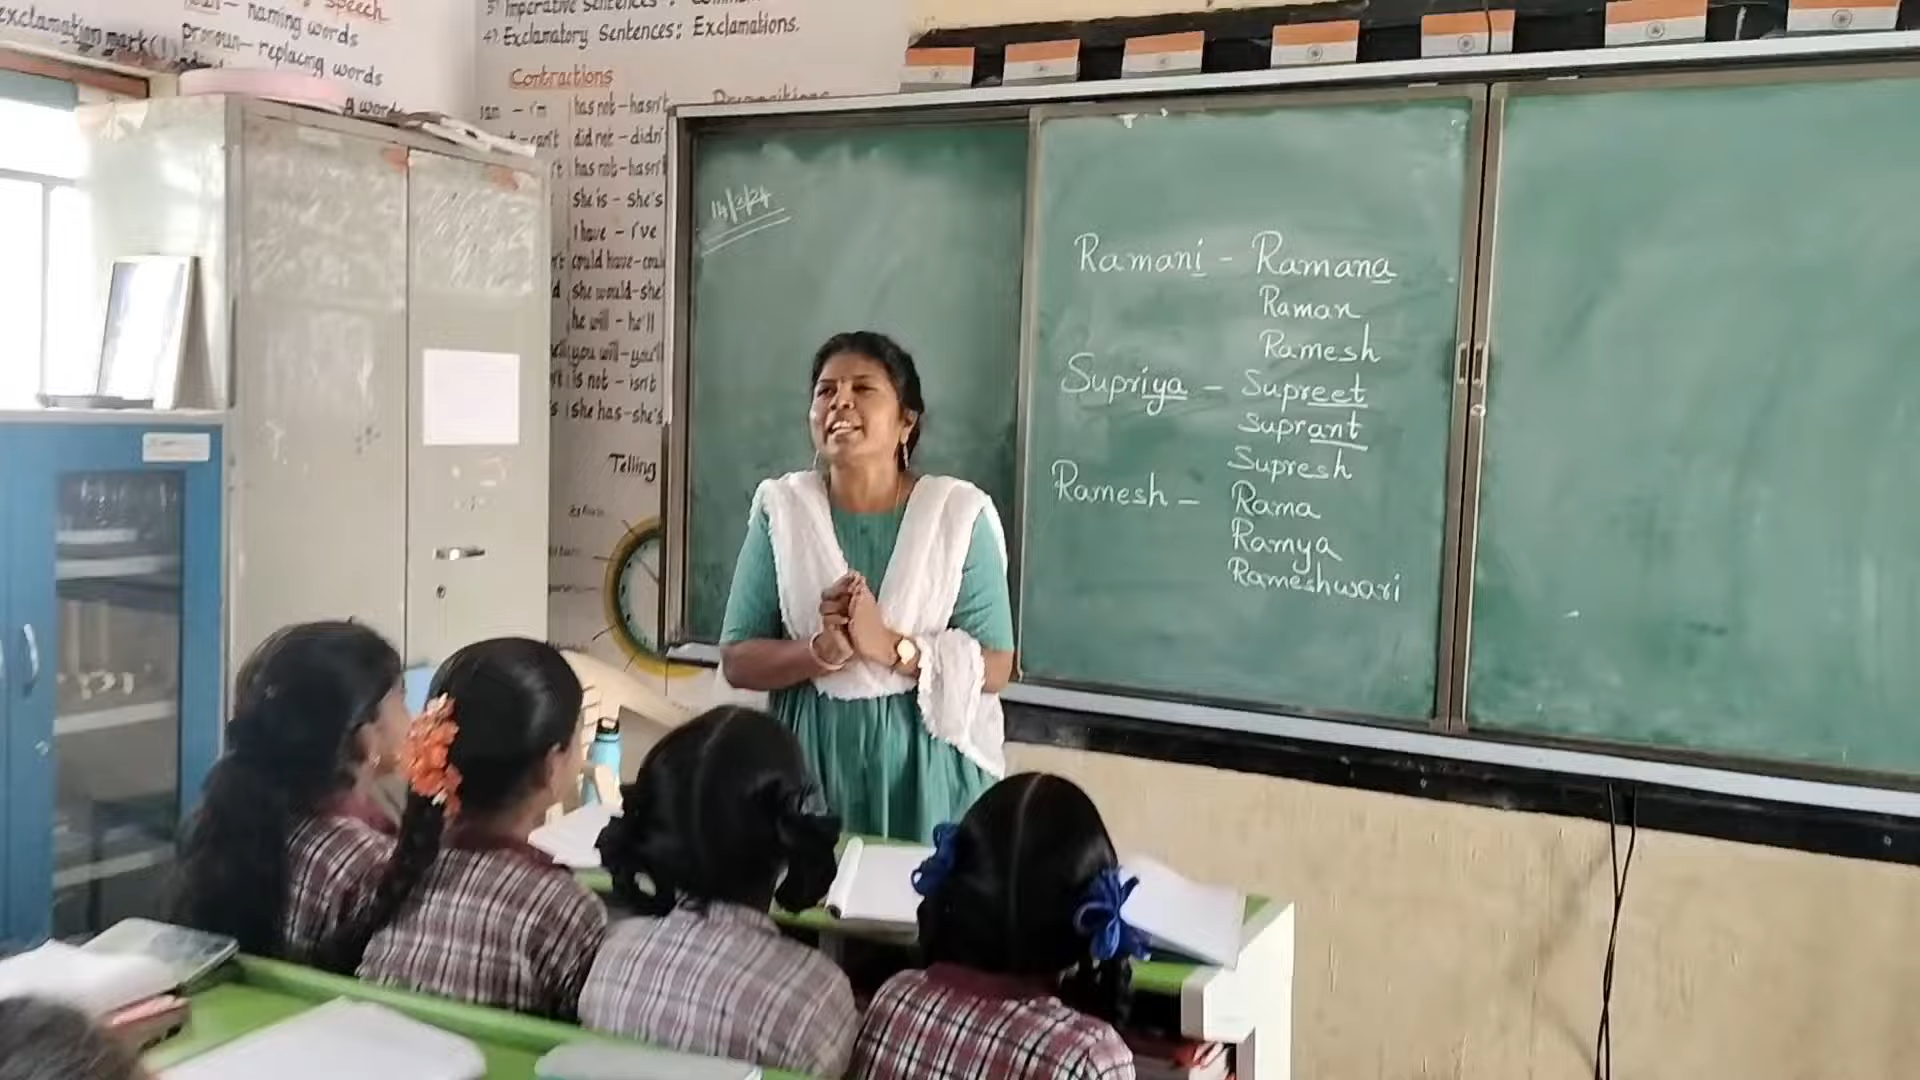 speech
naming words
exclamation mark (!)
pronoun – replacing words
A word
4) Exclamatory Sentences: Exclamations.
Contractions
has not – hasn't
did not – didn'
has not – hasn't
she is – she's
I have – I've
could have – coul
she would – she'
he will – he'll
you will – you'll
is not – isn't
she has – she's
Telling
14/3/24
Ramani – Ramana
Raman
Ramesh
Supriya – Supreet
Suprant
Supresh
Ramesh – Rama
Ramya
Rameshwari